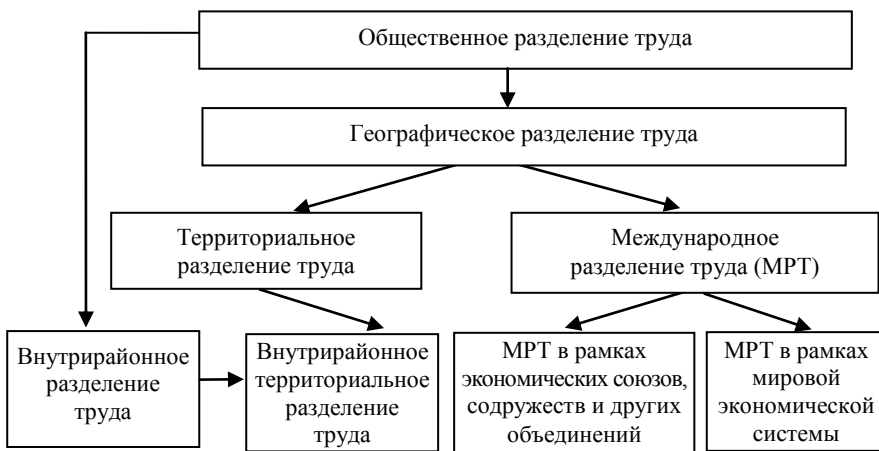 Общественное разделение труда
Географическое разделение труда
Территориальное
разделение труда
Международное
разделение труда (МРТ)
Внутрирайонное
разделение
труда
Внутрирайонное
территориальное
разделение
труда
МРТ в рамках
экономических союзов,
содружеств и других
объединений
МРТ в рамках
мировой
экономической
системы